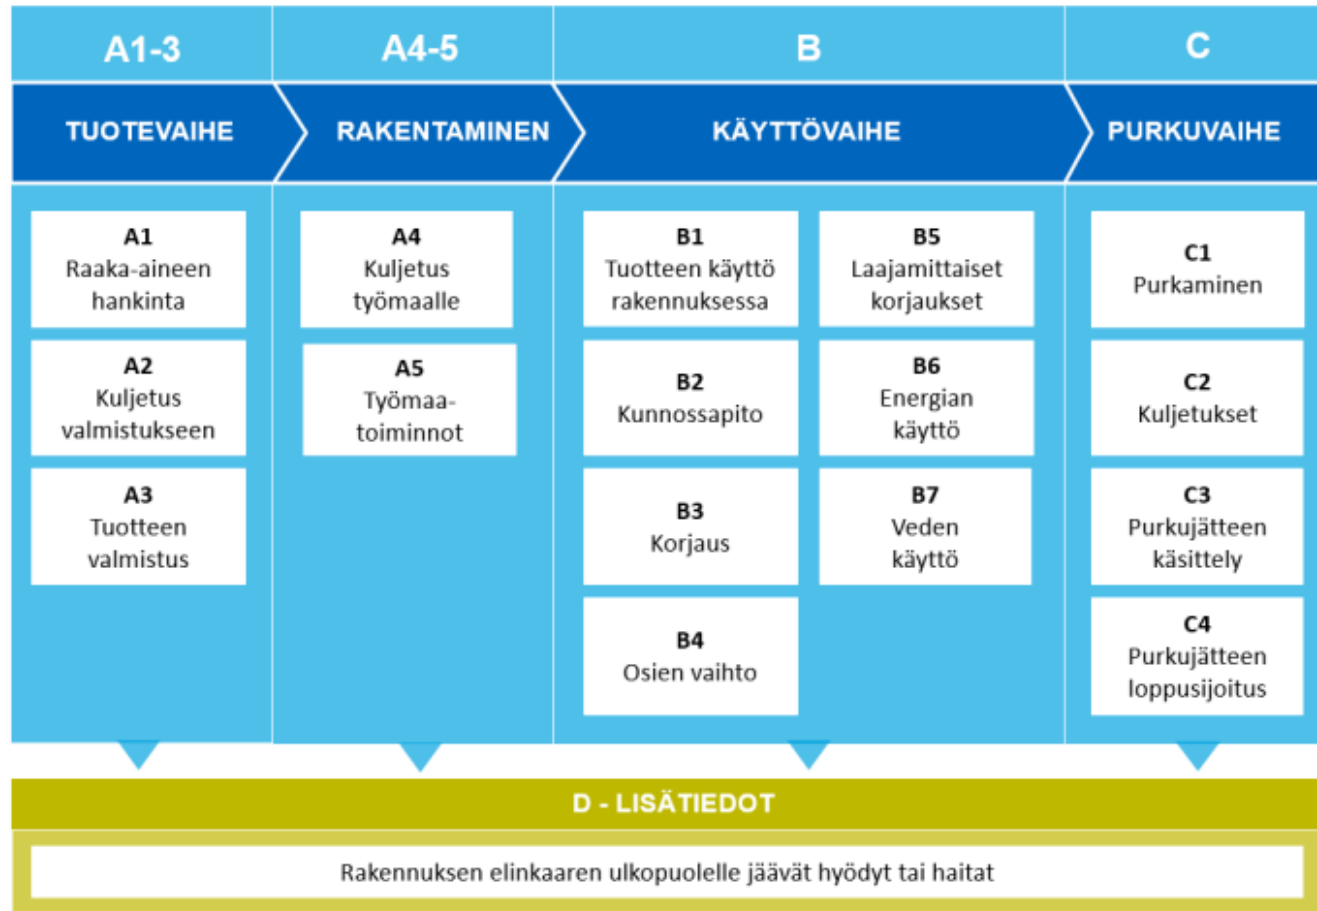 A1-3
A4-5
B
C
TUOTEVAIHE
RAKENTAMINEN
KÄYTTÖVAIHE
PURKUVAIHE
A1
Raaka-aineen
hankinta
A2
Kuljetus
valmistukseen
A3
Tuotteen
valmistus
A4
Kuljetus
työmaalle
A5
Työmaa-
toiminnot
B1
Tuotteen käyttö
rakennuksessa
B2
Kunnossapito
B3
Korjaus
B4
Osien vaihto
B5
Laajamittaiset
korjaukset
B6
Energian
käyttö
B7
Veden
käyttö
C1
Purkaminen
C2
Kuljetukset
C3
Purkujätteen
käsittely
C4
Purkujätteen
loppusijoitus
D - LISÄTIEDOT
Rakennuksen elinkaaren ulkopuolelle jäävät hyödyt tai haitat